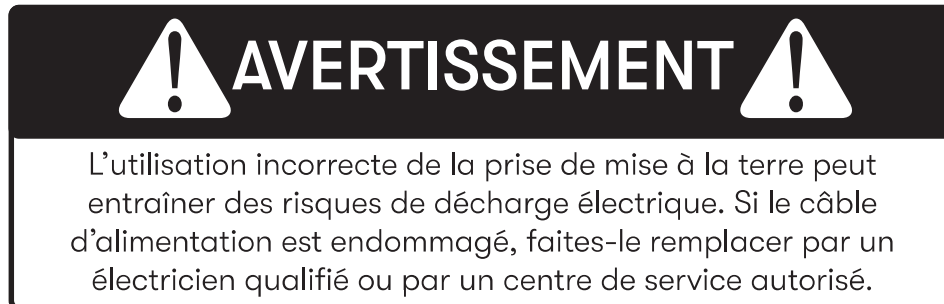 AVERTISSEMENT
L’utilisation incorrecte de la prise de mise à la terre peut
entraîner des risques de décharge électrique. Si le câble
d’alimentation est endommagé, faites-le remplacer par un
électricien qualifié ou par un centre de service autorisé.